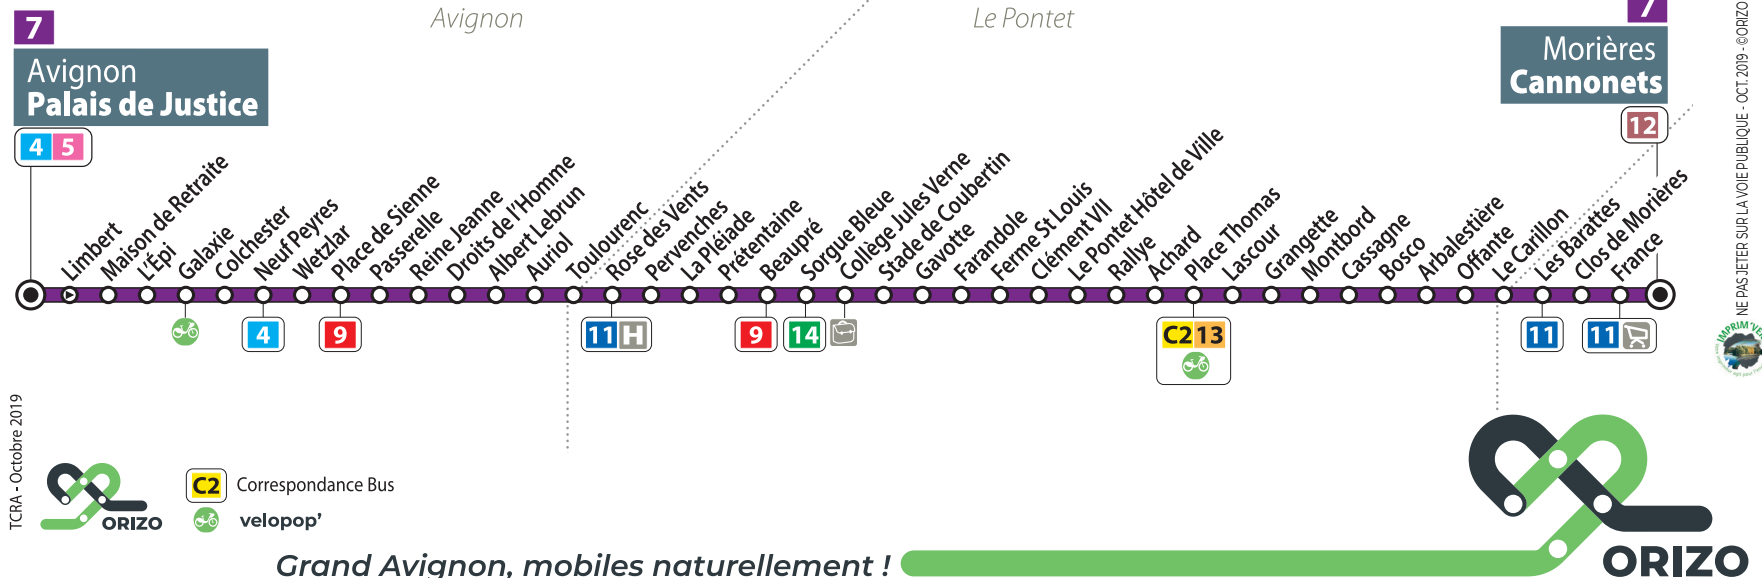 Avignon
Le Pontet
7
Avignon
Palais de Justice
4 5
7
Morières
Cannonets
12
Limbert
Maison de Retraite
L'Épi
Galaxie
Colchester
Neuf Peyres
Wetzlar
Place de Sienne
Passerelle
Reine Jeanne
Droits de l'Homme
Albert Lebrun
Auriol
Toulourenc
Rose des Vents
Pervenches
La Pléiade
Prétentaine
Beaupré
Sorgue Bleue
Collège Jules Verne
Stade de Coubertin
Gavotte
Farandole
Ferme St Louis
Clément VII
Le Pontet Hôtel de Ville
Rallye
Achard
Place Thomas
Lascour
Grangette
Montbord
Cassagne
Bosco
Arbalestière
Offante
Le Carillon
Les Barattes
Clos de Morières
France
4
9
11 H
9
14
C2 13
11
11
TCRA - Octobre 2019
ORIZO
C2 Correspondance Bus
velopop'
Grand Avignon, mobiles naturellement !
ORIZO
NE PAS JETER SUR LA VOIE PUBLIQUE - OCT. 2019 - ©ORIZO